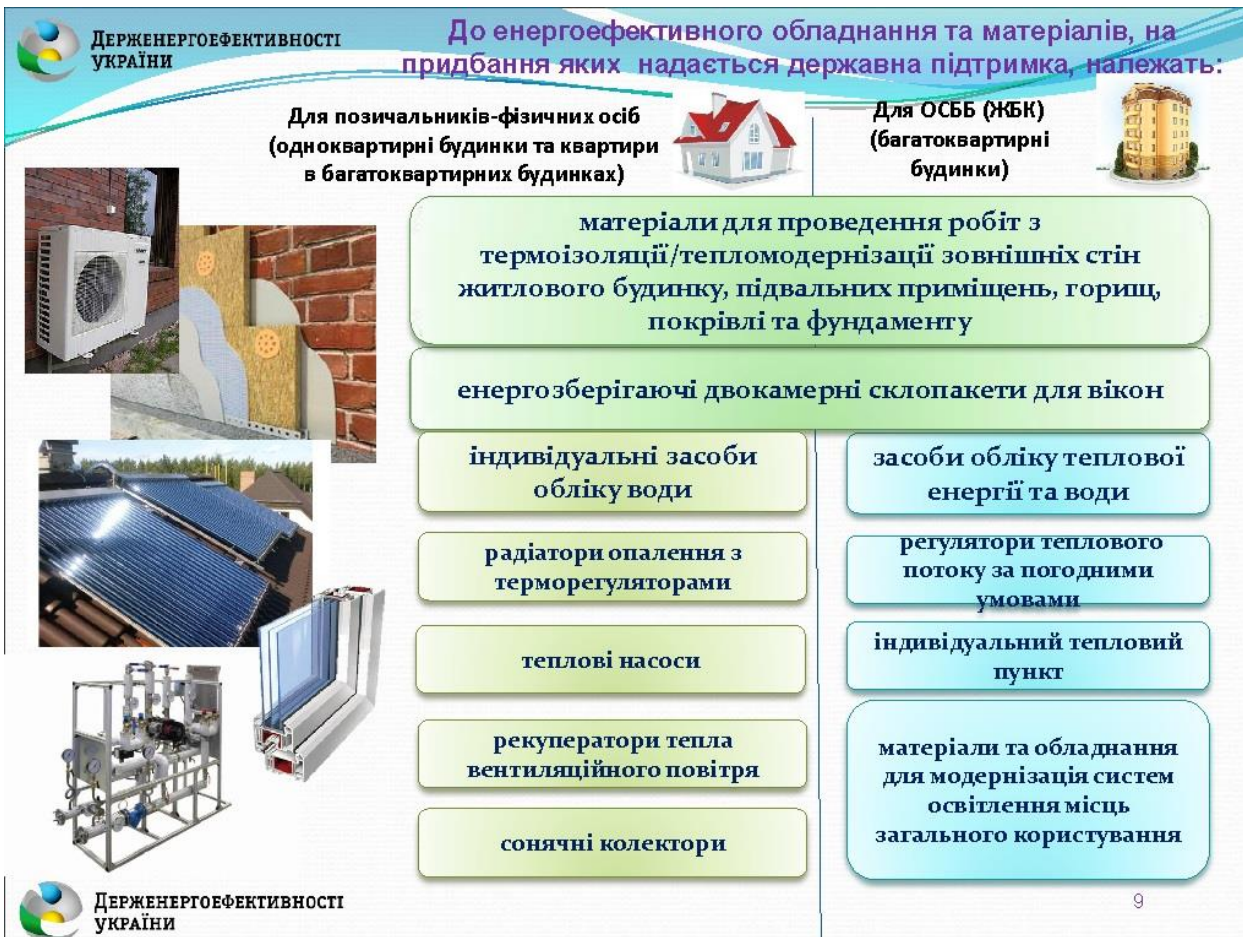 ДЕРЖЕНЕРГОЕФЕКТИВНОСТІ
УКРАЇНИ
До енергоефективного обладнання та матеріалів, на
придбання яких надається державна підтримка, належать:
Для позичальників-фізичних осіб
(одноквартирні будинки та квартири
в багатоквартирних будинках)
Для ОСББ (ЖБК)
(багатоквартирні
будинки)
матеріали для проведення робіт з
термоізоляції/тепломодернізації зовнішніх стін
житлового будинку, підвальних приміщень, горищ,
покрівлі та фундаменту
енергозберігаючі двокамерні склопакети для вікон
індивідуальні засоби
обліку води
радіатори опалення з
терморегуляторами
теплові насоси
рекуператори тепла
вентиляційного повітря
сонячні колектори
засоби обліку теплової
енергії та води
регулятори теплового
потоку за погодними
умовами
індивідуальний тепловий
пункт
матеріали та обладнання
для модернізація систем
освітлення місць
загального користування
ДЕРЖЕНЕРГОЕФЕКТИВНОСТІ
УКРАЇНИ
9